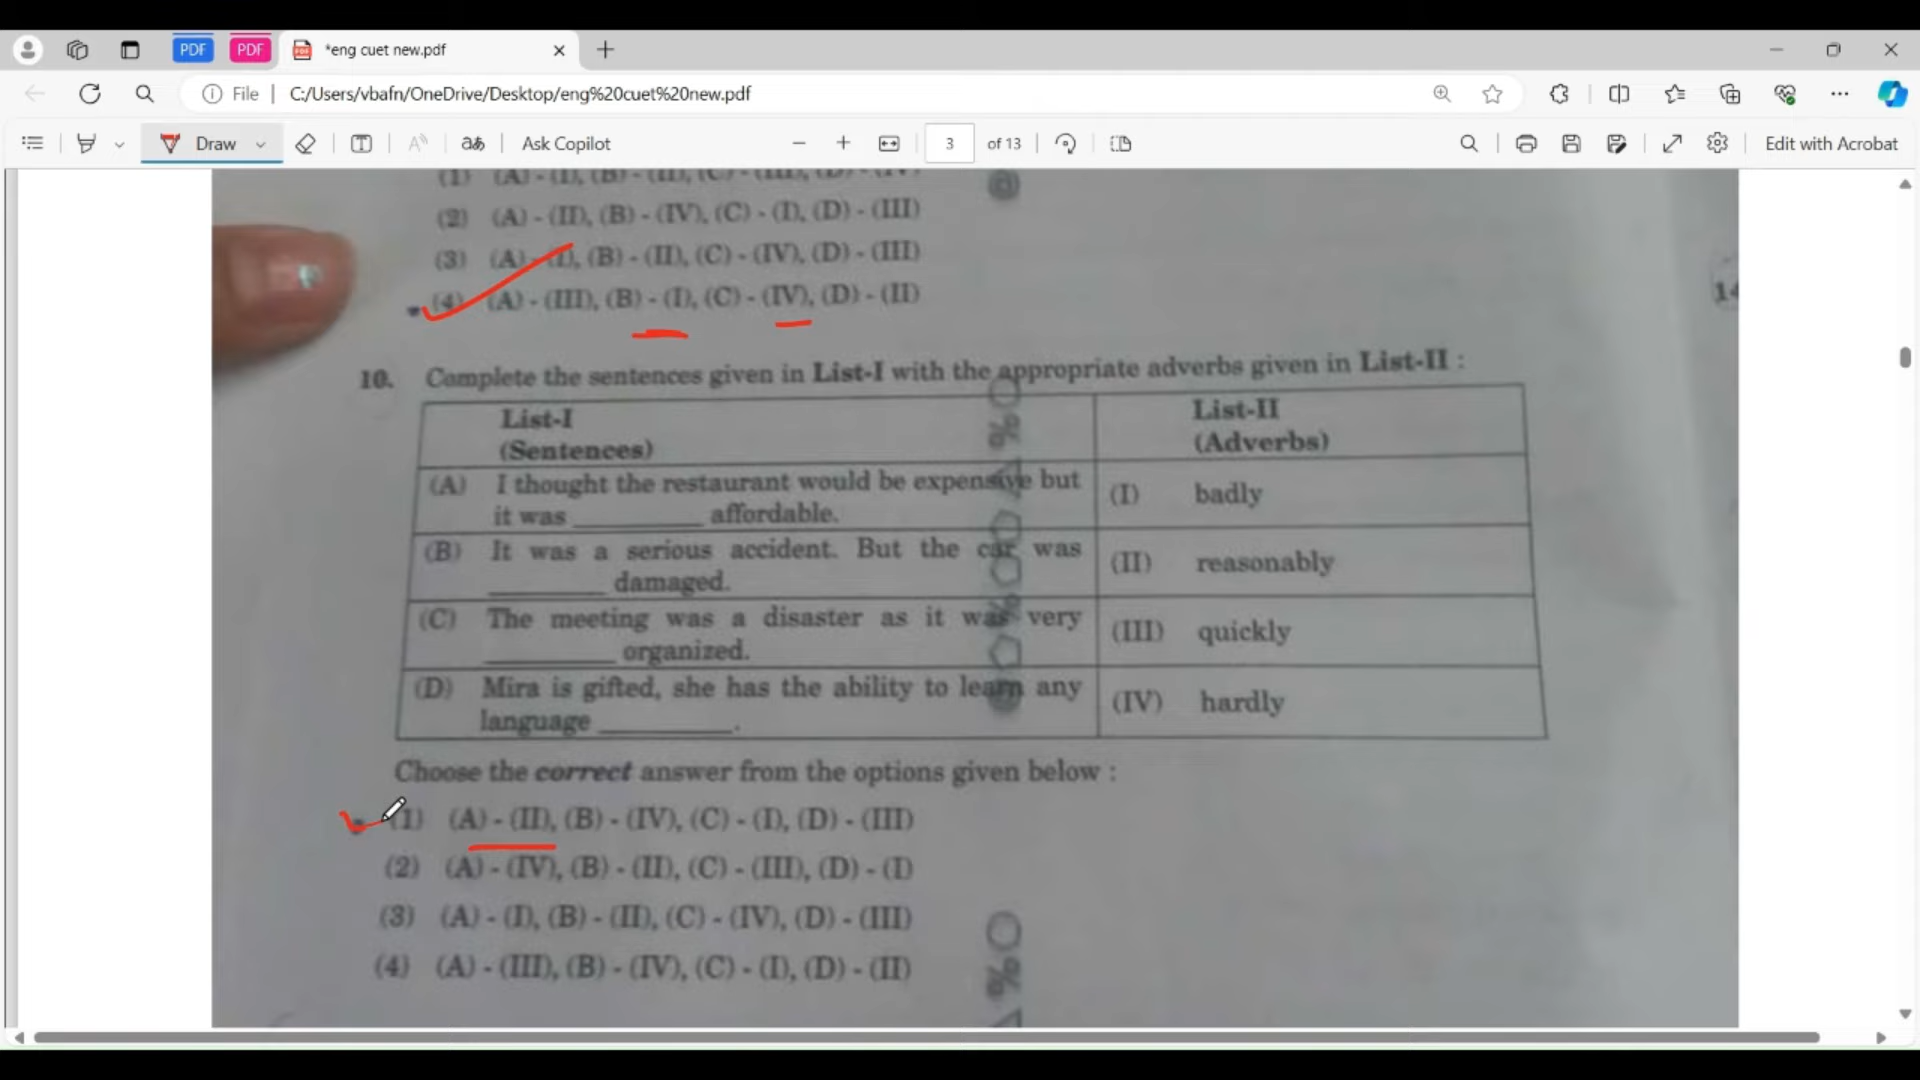 PDF
PDF
*eng cuet new.pdf
File
C:/Users/vbafn/OneDrive/Desktop/eng%20cuet%20new.pdf
Draw
Ask Copilot
3 of 13
Edit with Acrobat
(1) (A) - (I), (B) - (II), (C) - (III), (D) - (IV)
(2) (A) - (II), (B) - (IV), (C) - (I), (D) - (III)
(3) (A) - (I), (B) - (II), (C) - (IV), (D) - (III)
(4) (A) - (III), (B) - (I), (C) - (IV), (D) - (II)
10. Complete the sentences given in List-I with the appropriate adverbs given in List-II :
List-I
(Sentences)
List-II
(Adverbs)
(A) I thought the restaurant would be expensive but
it was ________ affordable.
(I) badly
(B) It was a serious accident. But the car was
________ damaged.
(II) reasonably
(C) The meeting was a disaster as it was very
________ organized.
(III) quickly
(D) Mira is gifted, she has the ability to learn any
language ________.
(IV) hardly
Choose the correct answer from the options given below :
(1) (A) - (II), (B) - (IV), (C) - (I), (D) - (III)
(2) (A) - (IV), (B) - (II), (C) - (III), (D) - (I)
(3) (A) - (I), (B) - (II), (C) - (IV), (D) - (III)
(4) (A) - (III), (B) - (IV), (C) - (I), (D) - (II)